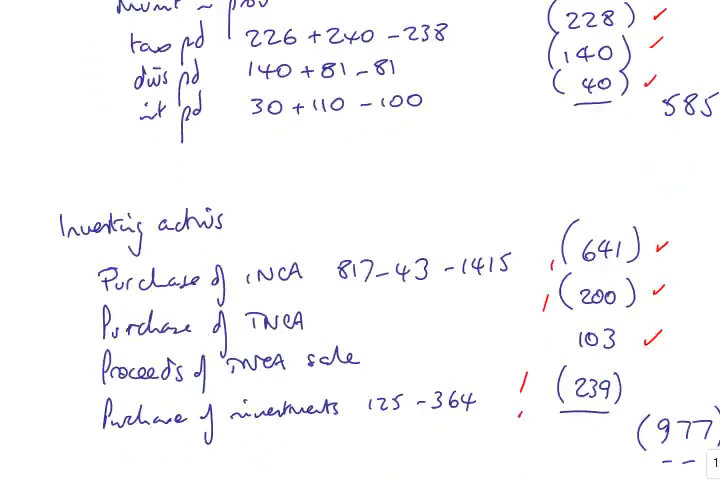 tax pd 226 + 240 - 238 (228) ✓
divs pd 140 + 81 - 81 (140) ✓
int pd 30 + 110 - 100 (40) ✓ 585
Investing activs
Purchase of INCA 817 - 43 - 1415 (641) ✓
Purchase of TNCA (200) ✓
Proceeds of TNCA sale 103 ✓
Purchase of investments 125 - 364 ! (239)
(977)
1